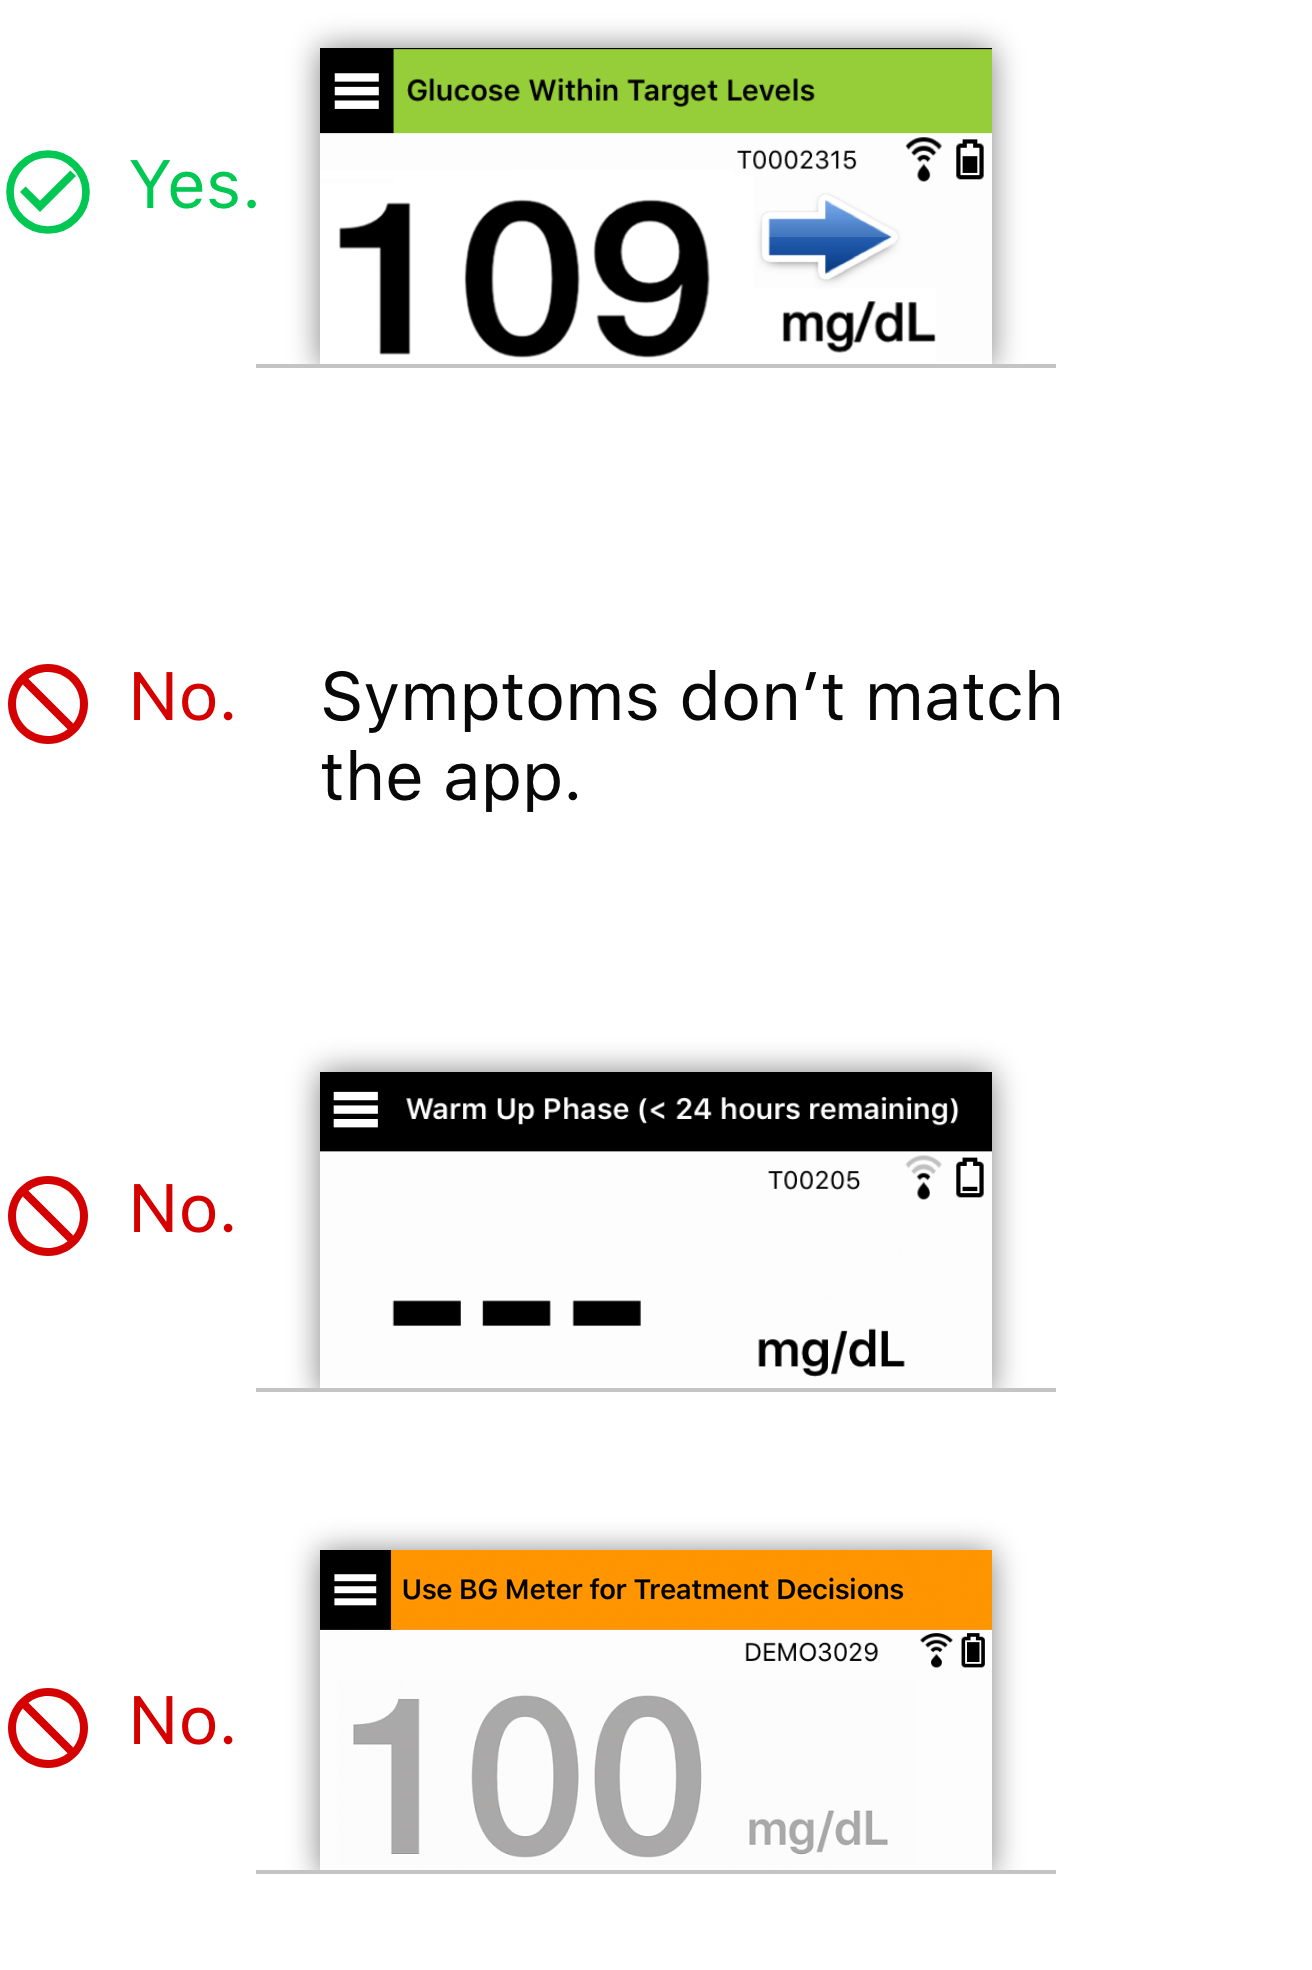 Glucose Within Target Levels
T0002315
Yes.
109
mg/dL
No.
Symptoms don’t match
the app.
Warm Up Phase (< 24 hours remaining)
T00205
No.
---
mg/dL
Use BG Meter for Treatment Decisions
DEMO3029
No.
100
mg/dL